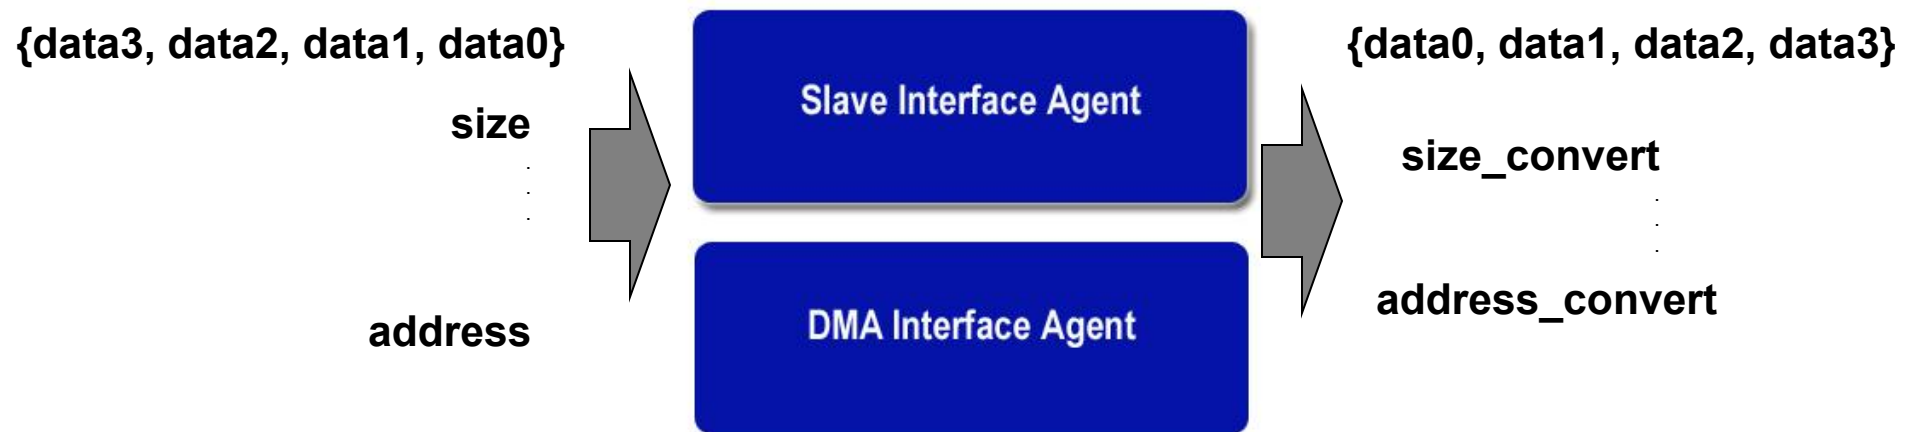 {data3, data2, data1, data0}
size
.
.
.
address
Slave Interface Agent
DMA Interface Agent
{data0, data1, data2, data3}
size_convert
.
.
.
address_convert